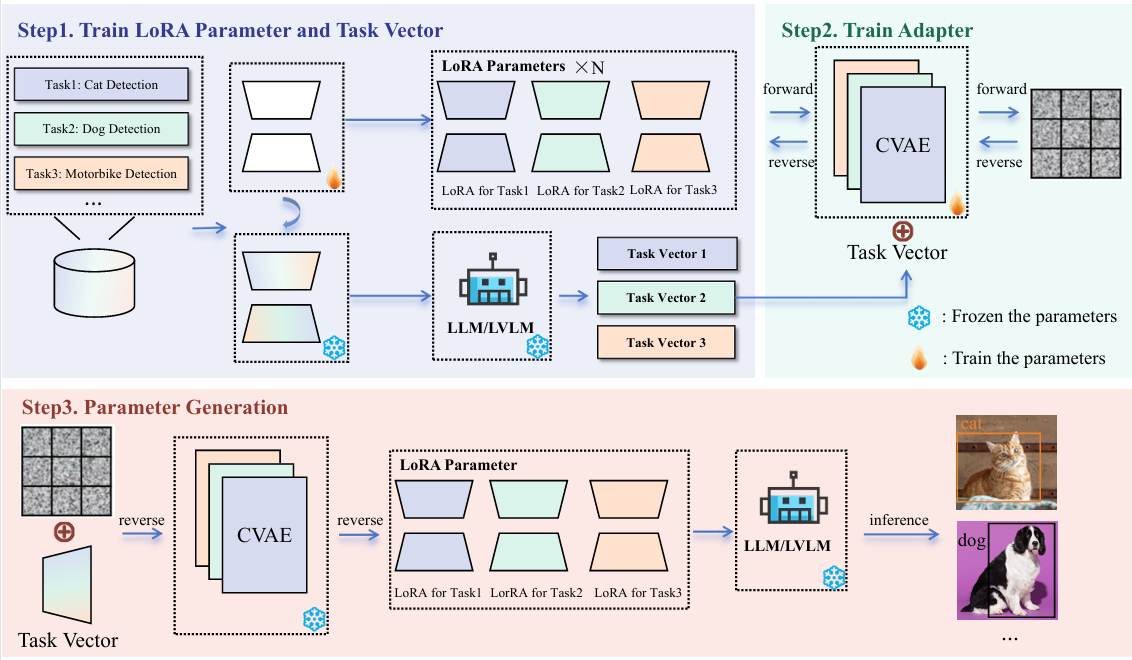 Step1. Train LoRA Parameter and Task Vector
Task1: Cat Detection
Task2: Dog Detection
Task3: Motorbike Detection
...
LoRA Parameters ×N
LoRA for Task1
LoRA for Task2
LoRA for Task3
LLM/LVLM
Task Vector 1
Task Vector 2
Task Vector 3
Step2. Train Adapter
forward
reverse
CVAE
forward
reverse
Task Vector
: Frozen the parameters
: Train the parameters
Step3. Parameter Generation
Task Vector
reverse
CVAE
reverse
LoRA Parameter
LoRA for Task1
LorRA for Task2
LoRA for Task3
LLM/LVLM
inference
cat
dog
...